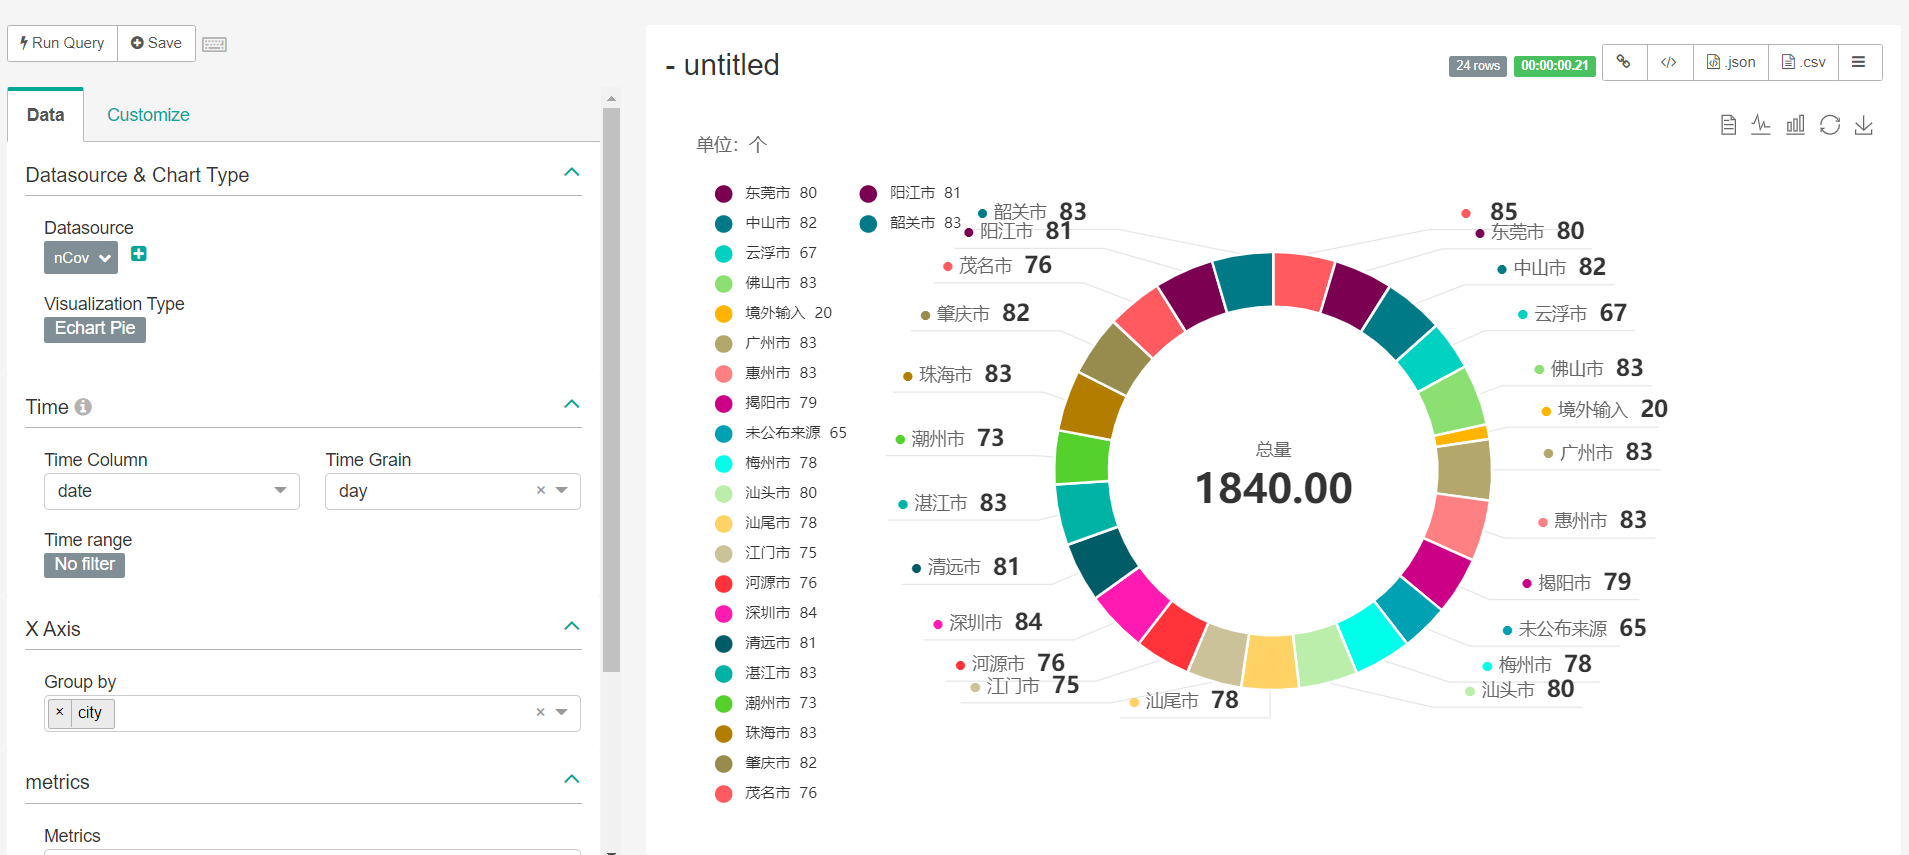 Run Query
Save
Data
Customize
Datasource & Chart Type
Datasource
nCov
Visualization Type
Echart Pie
Time
Time Column
Time Grain
date
day
Time range
No filter
X Axis
Group by
× city
metrics
Metrics
- untitled
24 rows
00:00:00.21
</>
.json
.csv
单位：个
东莞市 80
中山市 82
云浮市 67
佛山市 83
境外输入 20
广州市 83
惠州市 83
揭阳市 79
未公布来源 65
梅州市 78
汕头市 80
汕尾市 78
江门市 75
河源市 76
深圳市 84
清远市 81
湛江市 83
潮州市 73
珠海市 83
肇庆市 82
茂名市 76
阳江市 81
韶关市 83
85
东莞市 80
中山市 82
云浮市 67
佛山市 83
境外输入 20
广州市 83
惠州市 83
揭阳市 79
未公布来源 65
梅州市 78
汕头市 80
汕尾市 78
江门市 75
河源市 76
深圳市 84
清远市 81
湛江市 83
潮州市 73
珠海市 83
肇庆市 82
茂名市 76
阳江市 81
韶关市 83
总量
1840.00